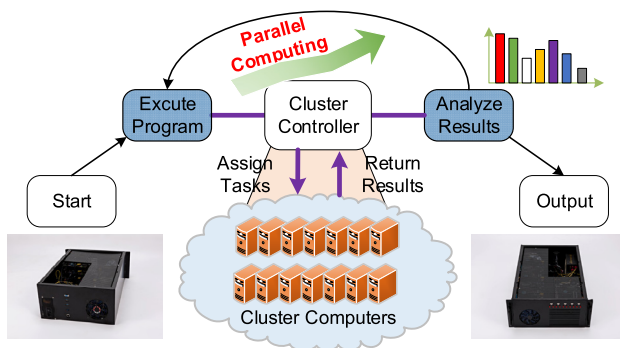 Parallel
Computing
Excute
Program
Cluster
Controller
Analyze
Results
Assign
Tasks
Return
Results
Start
Output
Cluster Computers